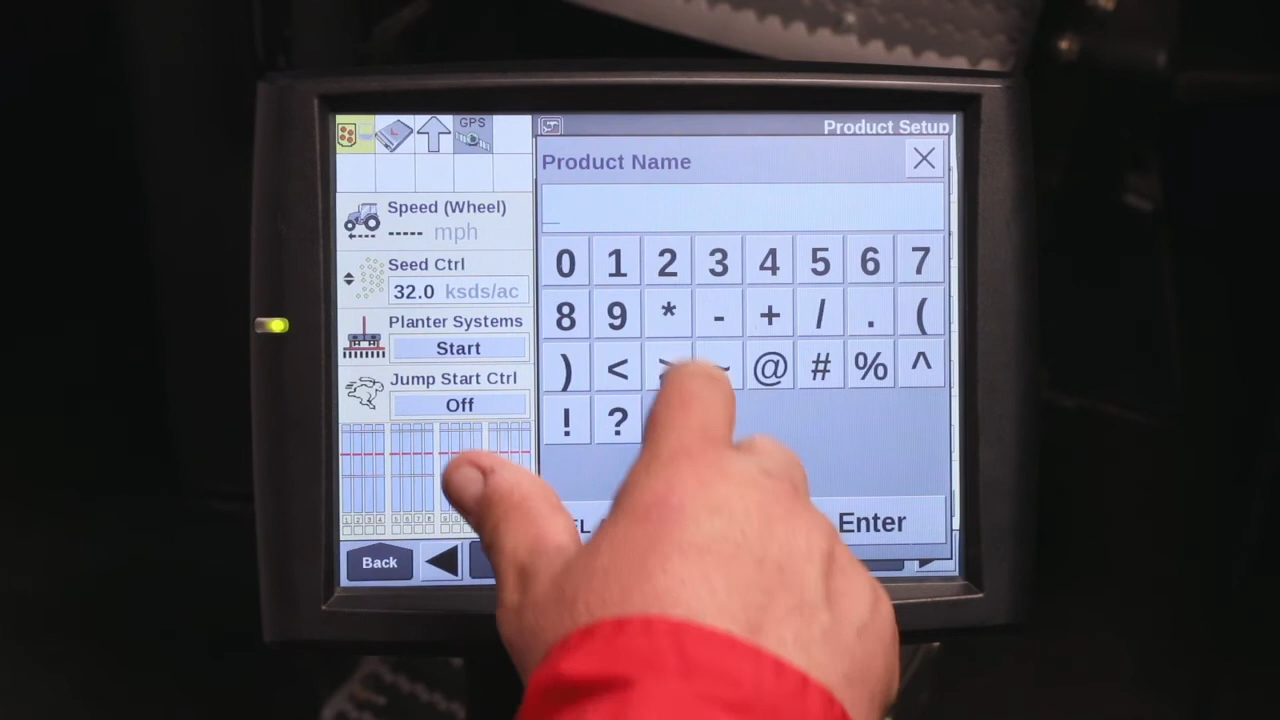 GPS
Product Setup
Product Name
Speed (Wheel)
----- mph
Seed Ctrl
32.0 ksds/ac
Planter Systems
Start
Jump Start Ctrl
Off
_
0 1 2 3 4 5 6 7
8 9 * - + / . (
) < @ # % ^
! ?
Enter
Back